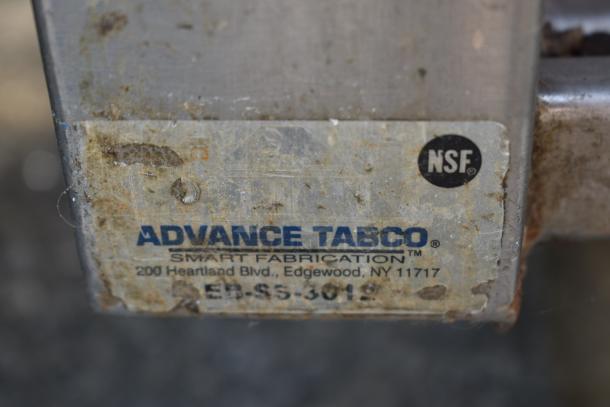 NSF®
ADVANCE TABCO®
SMART FABRICATION™
200 Heartland Blvd., Edgewood, NY 11717
EB-SS-3012